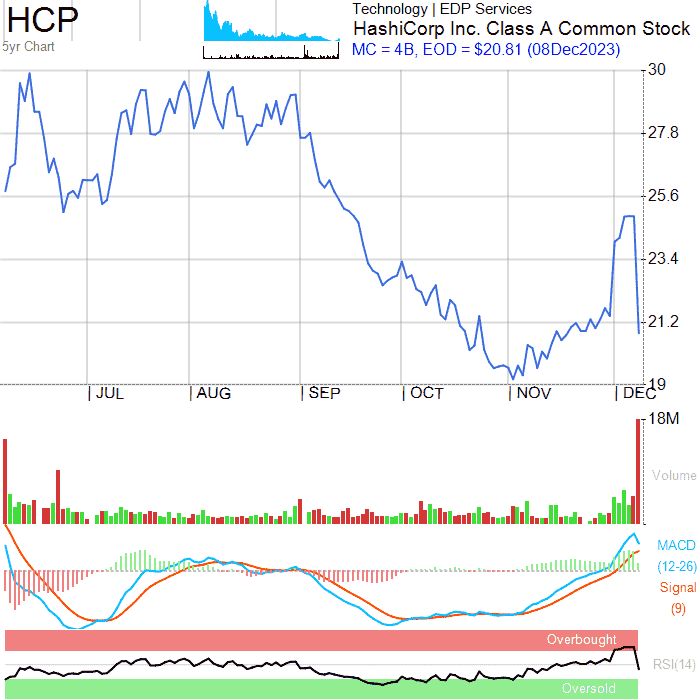 HCP
5yr Chart
Technology | EDP Services
HashiCorp Inc. Class A Common Stock
MC = 4B, EOD = $20.81 (08Dec2023)
30
27.8
25.6
23.4
21.2
19
JUL AUG SEP OCT NOV DEC
18M
Volume
MACD
(12-26)
Signal
(9)
Overbought
RSI(14)
Oversold